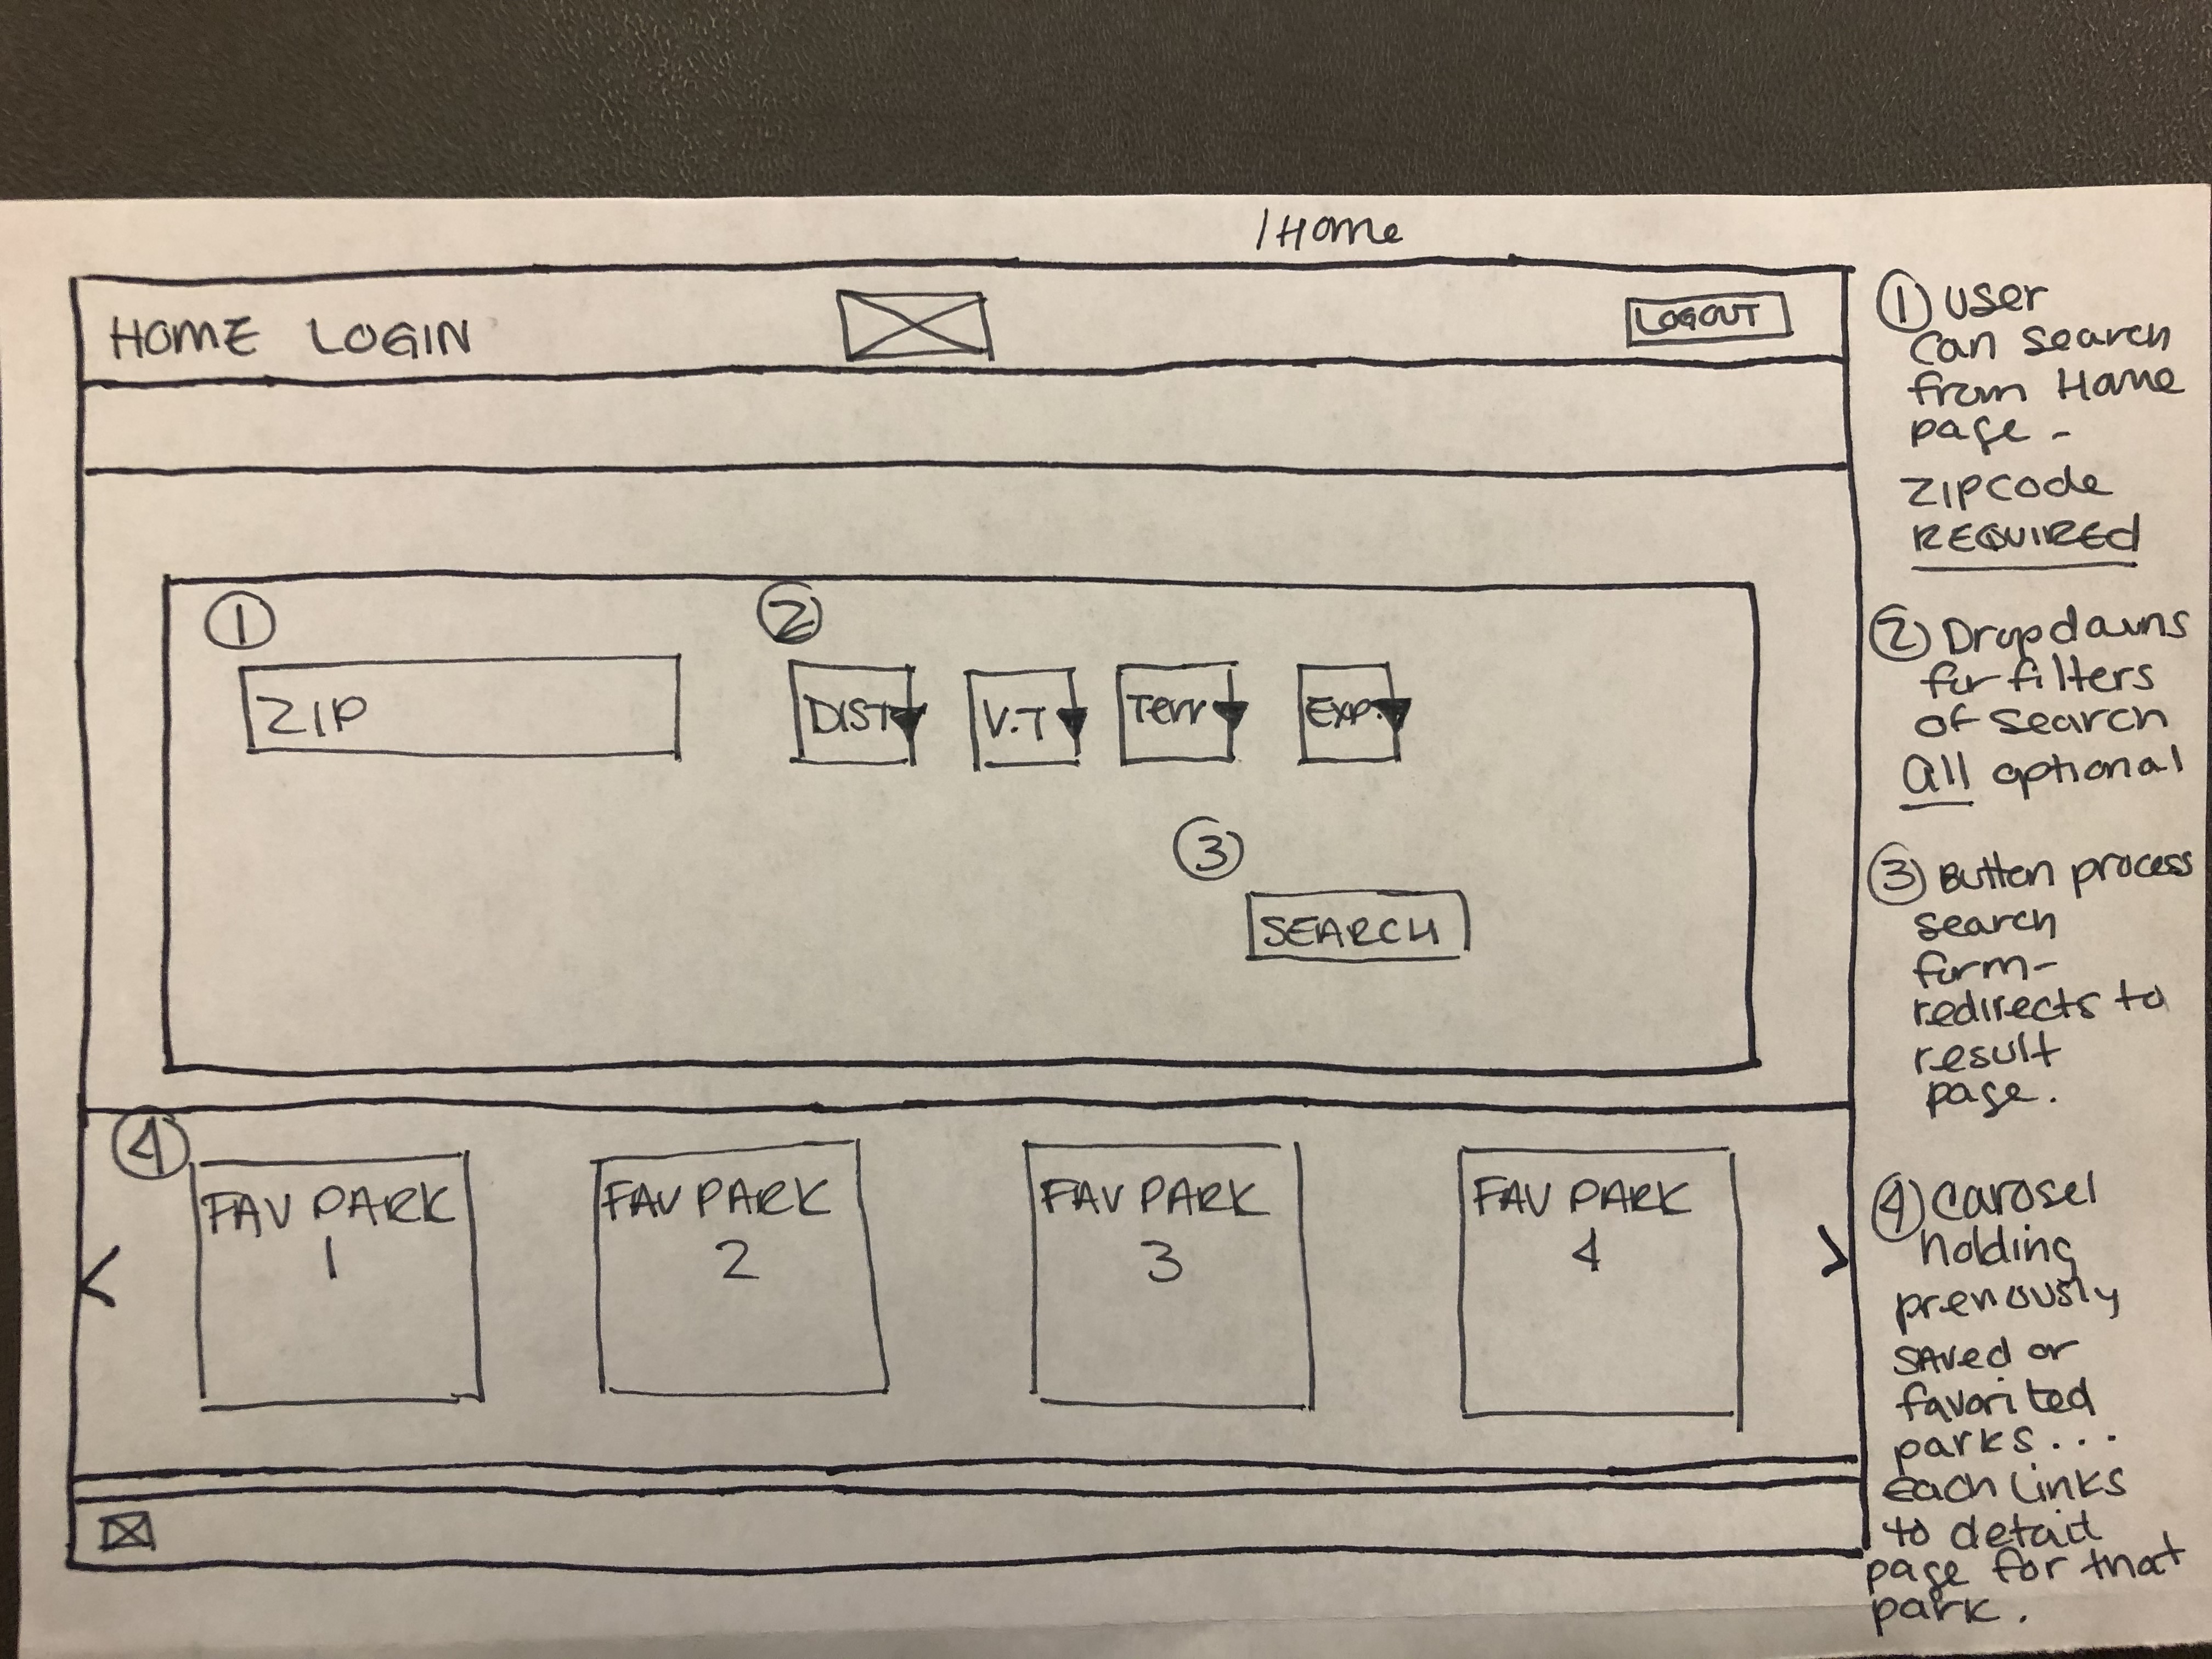 /Home
HOME LOGIN
LOGOUT
1
2
ZIP
DIST
V.T
Terr
EXP.
3
SEARCH
4
FAV PARK
1
FAV PARK
2
FAV PARK
3
FAV PARK
4
1 User
can search
from Home
page -
ZIPCODE
REQUIREd
2 Dropdowns
for filters
of search
All optional
3 Button process
search
form-
redirects to
result
page.
4 Carosel
holding
previously
saved or
favorited
parks...
Each Links
to detail
page for that
park.